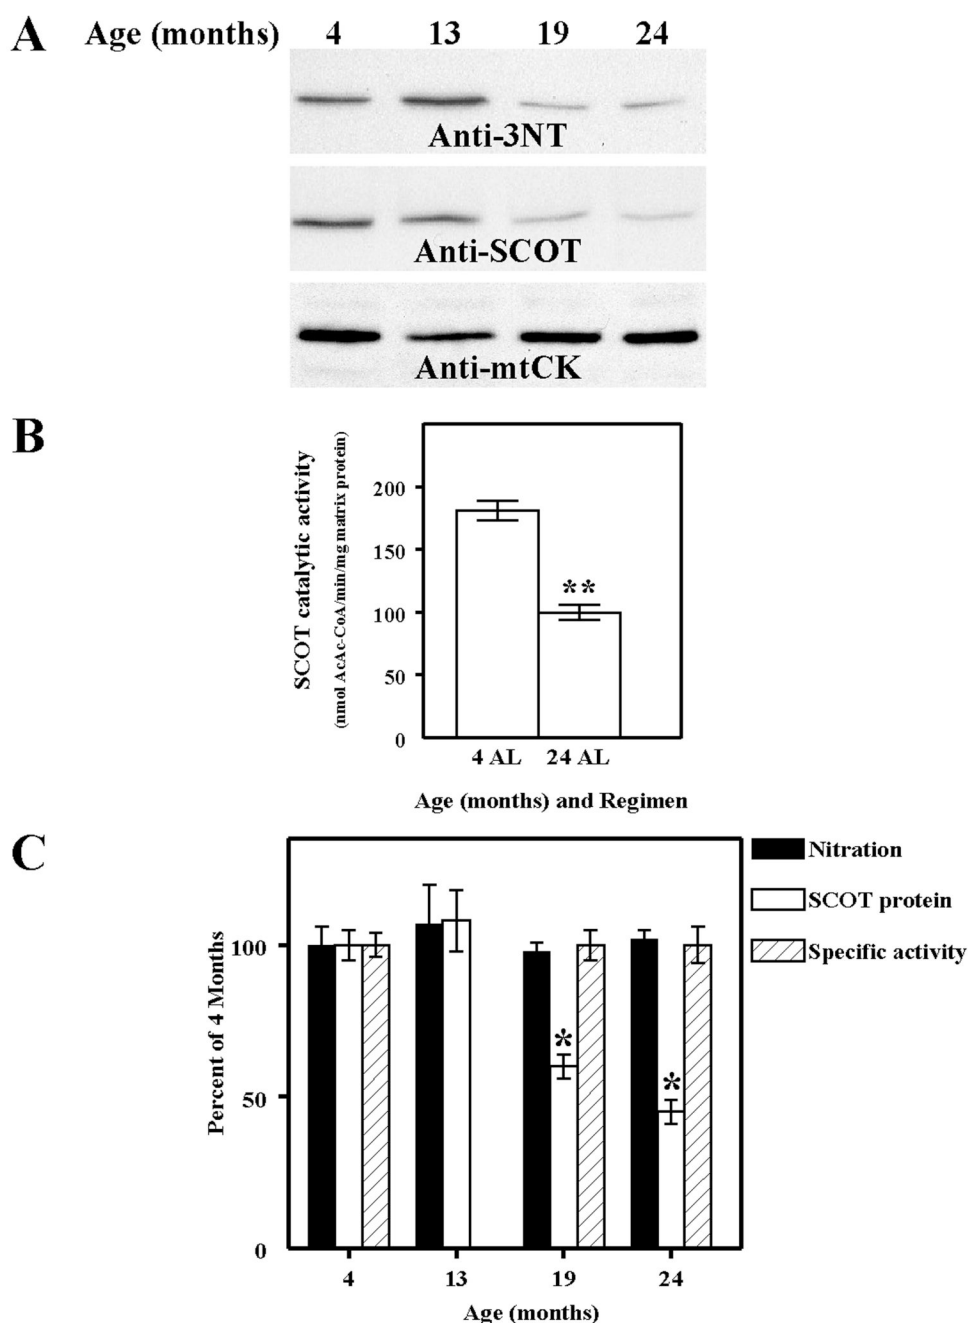 A
Age (months) 4 13 19 24
Anti-3NT
Anti-SCOT
Anti-mtCK
B
SCOT catalytic activity
(nmol AcAc-CoA/min/mg matrix protein)
200
150
100
50
0
**
4 AL 24 AL
Age (months) and Regimen
C
Nitration
SCOT protein
Specific activity
Percent of 4 Months
100
50
0
*
*
4 13 19 24
Age (months)